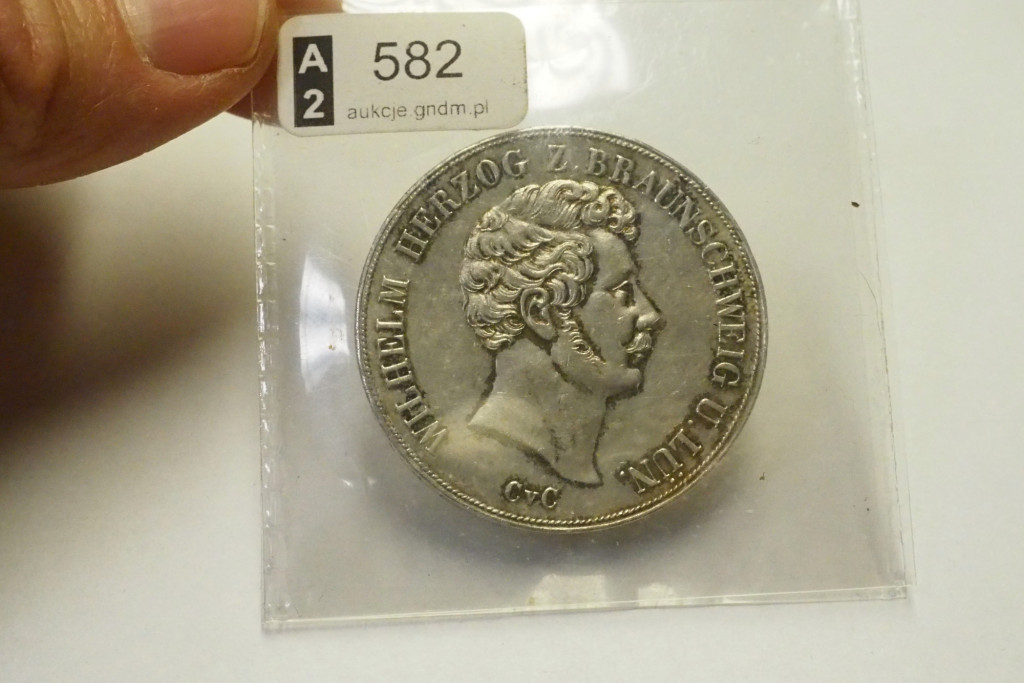 A 582
2 aukcje.gndm.pl
WILHELM HERZOG Z. BRAUNSCHWEIG U. LÜN.
CvC